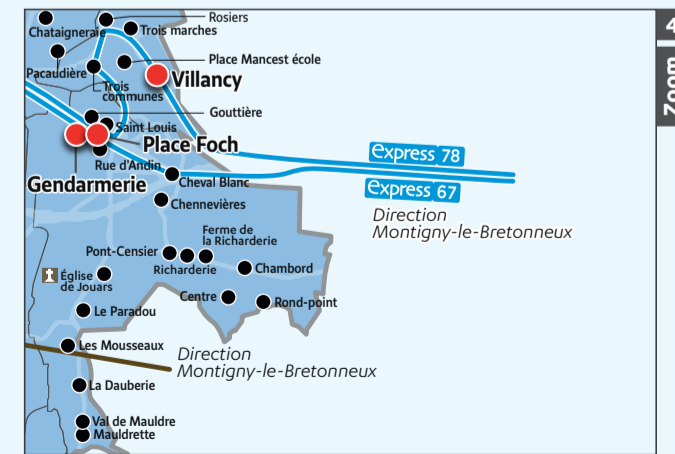 Rosiers
4
Chataigneraie
Trois marches
Place Mancest école
Pacaudière
Villancy
Trois
communes
Zoom
Gouttière
Saint Louis
Place Foch
express 78
Rue d'Andin
Gendarmerie
Cheval Blanc
express 67
Chennevières
Direction
Montigny-le-Bretonneux
Ferme de
la Richarderie
Pont-Censier
Richarderie
Chambord
Église
de Jouars
Centre
Rond-point
Le Paradou
Les Mousseaux
Direction
Montigny-le-Bretonneux
La Dauberie
Val de Mauldre
Mauldrette